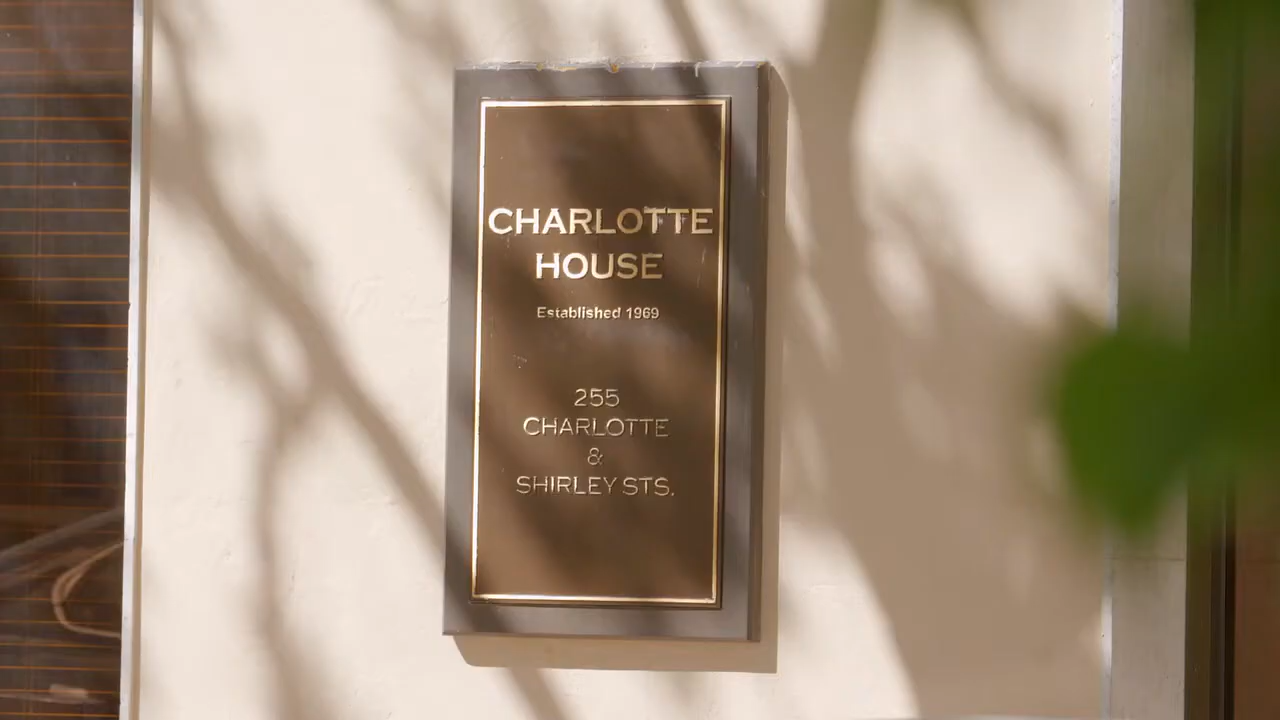 CHARLOTTE
HOUSE
Established 1969
255
CHARLOTTE
&
SHIRLEY STS.